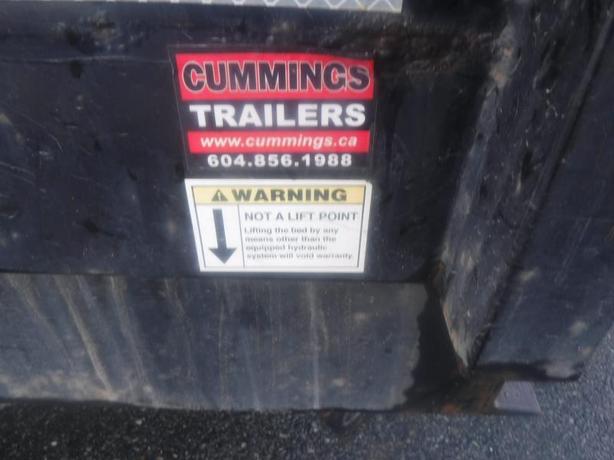 CUMMINGS
TRAILERS
www.cummings.ca
604.856.1988
WARNING
NOT A LIFT POINT
Lifting the bed by any
means other than the
equipped hydraulic
system will void warranty.